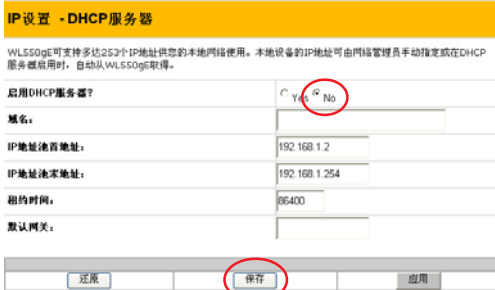 IP设置 - DHCP服务器
WL550gE可支持多达253个IP地址供您的本地网络使用。本地设备的IP地址可由网络管理员手动指定或在DHCP
服务器启用时，自动从WL550gE取得。
启用DHCP服务器? Yes No
域名:
IP地址池首地址: 192.168.1.2
IP地址池末地址: 192.168.1.254
租约时间: 86400
默认网关:
还原 保存 应用